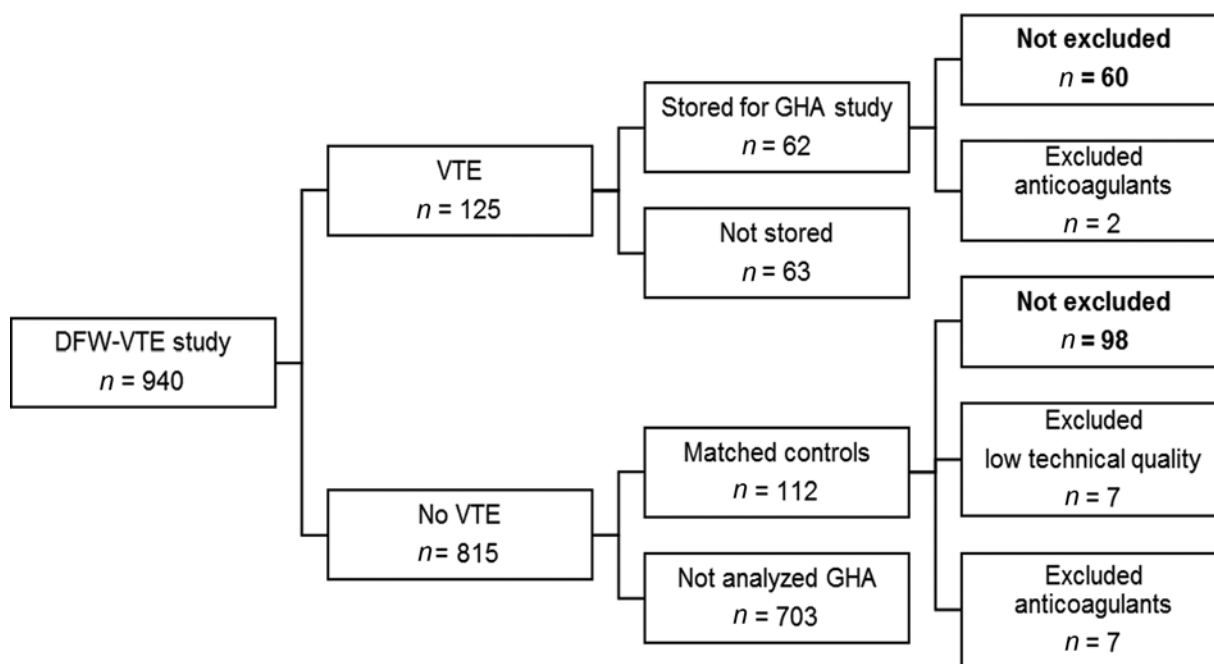 DFW-VTE study
n = 940
VTE
n = 125
No VTE
n = 815
Stored for GHA study
n = 62
Not stored
n = 63
Matched controls
n = 112
Not analyzed GHA
n = 703
Not excluded
n = 60
Excluded
anticoagulants
n = 2
Not excluded
n = 98
Excluded
low technical quality
n = 7
Excluded
anticoagulants
n = 7